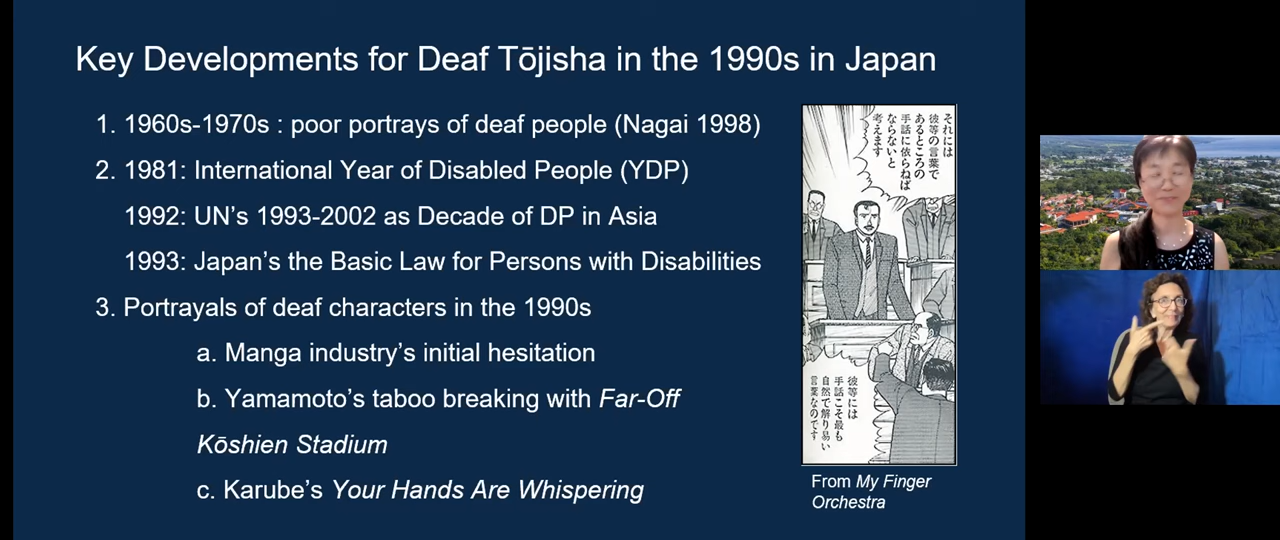 Key Developments for Deaf Tōjisha in the 1990s in Japan
1. 1960s-1970s : poor portrays of deaf people (Nagai 1998)
2. 1981: International Year of Disabled People (YDP)
1992: UN’s 1993-2002 as Decade of DP in Asia
1993: Japan’s the Basic Law for Persons with Disabilities
3. Portrayals of deaf characters in the 1990s
a. Manga industry’s initial hesitation
b. Yamamoto’s taboo breaking with Far-Off
Kōshien Stadium
c. Karube’s Your Hands Are Whispering
それには
彼等の言葉で
あるところの
手話に依らねば
ならないと
考えます
彼等には
手話こそ最も
自然で解り易い
言葉なのです
From My Finger
Orchestra